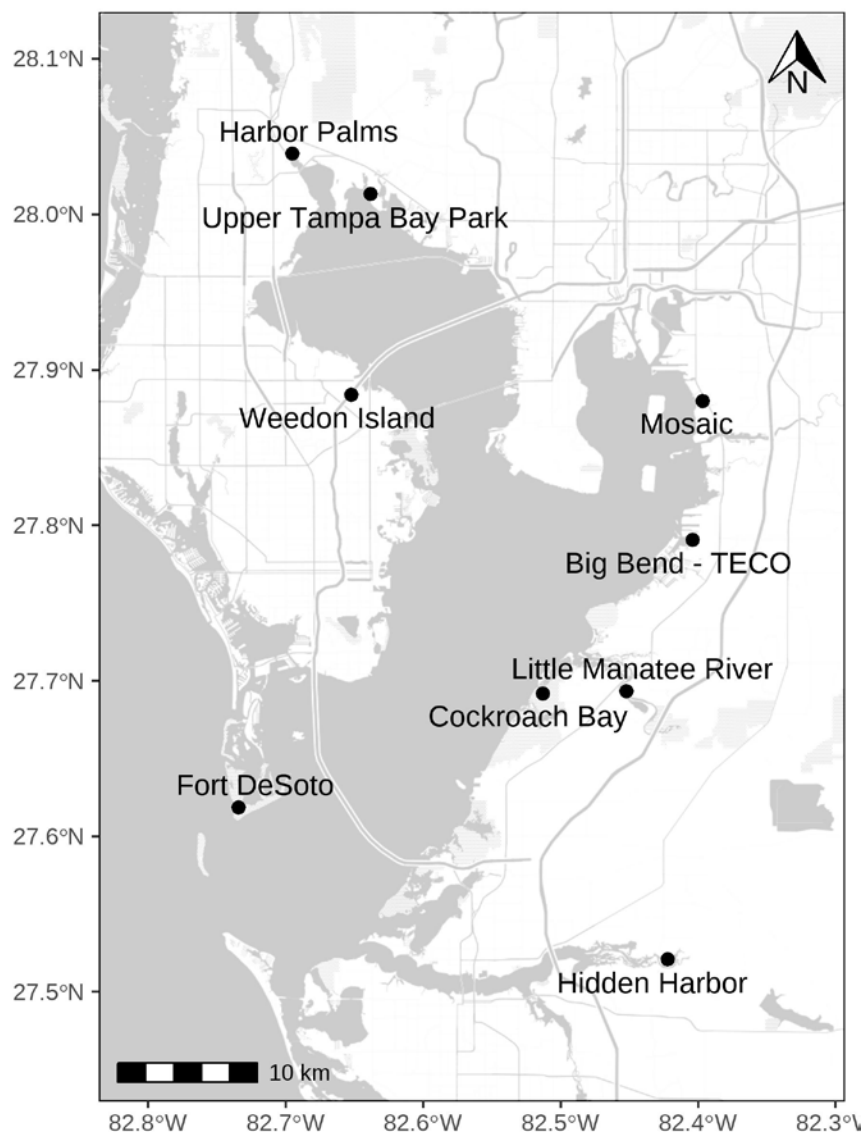 28.1°N
N
Harbor Palms
28.0°N
Upper Tampa Bay Park
27.9°N
Weedon Island
Mosaic
27.8°N
Big Bend - TECO
27.7°N
Little Manatee River
Cockroach Bay
Fort DeSoto
27.6°N
27.5°N
Hidden Harbor
10 km
82.8°W 82.7°W 82.6°W 82.5°W 82.4°W 82.3°W